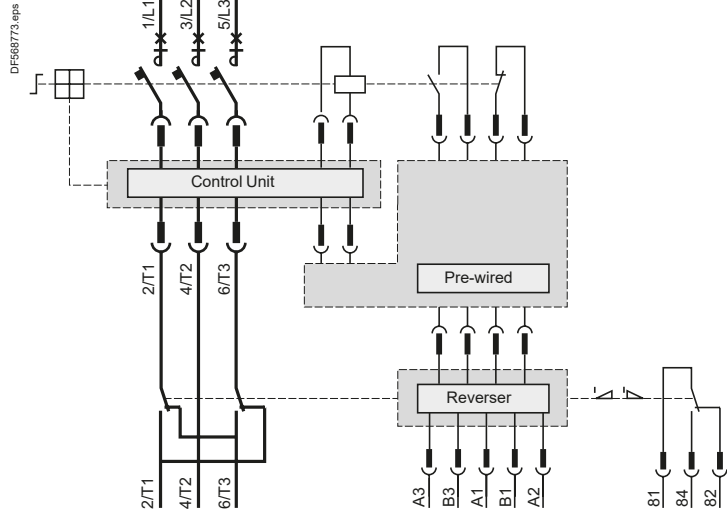 DF568773.eps
1/L1
3/L2
5/L3
Control Unit
2/T1
4/T2
6/T3
Pre-wired
Reverser
2/T1
4/T2
6/T3
A3
B3
A1
B1
A2
81
84
82